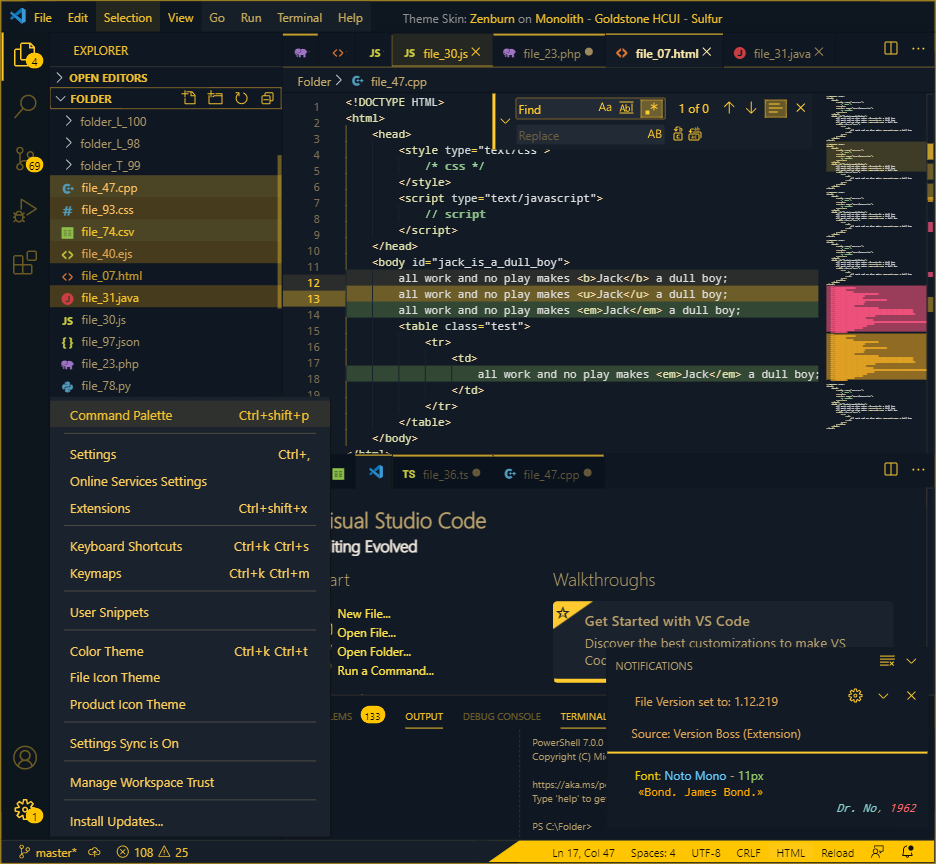 File Edit Selection View Go Run Terminal Help Theme Skin: Zenburn on Monolith - Goldstone HCUI - Sulfur
4
EXPLORER
JS JS file_30.js file_23.php file_07.html file_31.java
OPEN EDITORS
Folder file_47.cpp
FOLDER
folder_L_100
folder_L_98
folder_T_99
69
file_47.cpp
file_93.css
file_74.csv
file_40.ejs
file_07.html
file_31.java
JS file_30.js
file_97.json
file_23.php
file_78.py
1 <!DOCTYPE HTML>
2 <html>
3 <head>
4 <style type="text/css">
5 /* css */
6 </style>
7 <script type="text/javascript">
8 // script
9 </script>
10 </head>
11 <body id="jack_is_a_dull_boy">
12 all work and no play makes <b>Jack</b> a dull boy;
13 all work and no play makes <u>Jack</u> a dull boy;
14 all work and no play makes <em>Jack</em> a dull boy;
15 <table class="test">
16 <tr>
17 <td>
18 all work and no play makes <em>Jack</em> a dull boy;
19 </td>
</tr>
</table>
</body>
</html>
Find Aa Abl .* 1 of 0
Replace AB
Command Palette Ctrl+shift+p
Settings Ctrl+,
Online Services Settings
Extensions Ctrl+shift+x
Keyboard Shortcuts Ctrl+k Ctrl+s
Keymaps Ctrl+k Ctrl+m
User Snippets
Color Theme Ctrl+k Ctrl+t
File Icon Theme
Product Icon Theme
Settings Sync is On
Manage Workspace Trust
Install Updates...
1
TS file_36.ts file_47.cpp
isual Studio Code
iting Evolved
art
New File...
Open File...
Open Folder...
Run a Command...
Walkthroughs
Get Started with VS Code
Discover the best customizations to make VS
Coc
NOTIFICATIONS
File Version set to: 1.12.219
Source: Version Boss (Extension)
Font: Noto Mono - 11px
«Bond. James Bond.»
Dr. No, 1962
LEMS 133 OUTPUT DEBUG CONSOLE TERMINAL
PowerShell 7.0.0
Copyright (C) Mi
https://aka.ms/p
Type 'help' to ge
PS C:\Folder>
master* 108 25 Ln 17, Col 47 Spaces: 4 UTF-8 CRLF HTML Reload